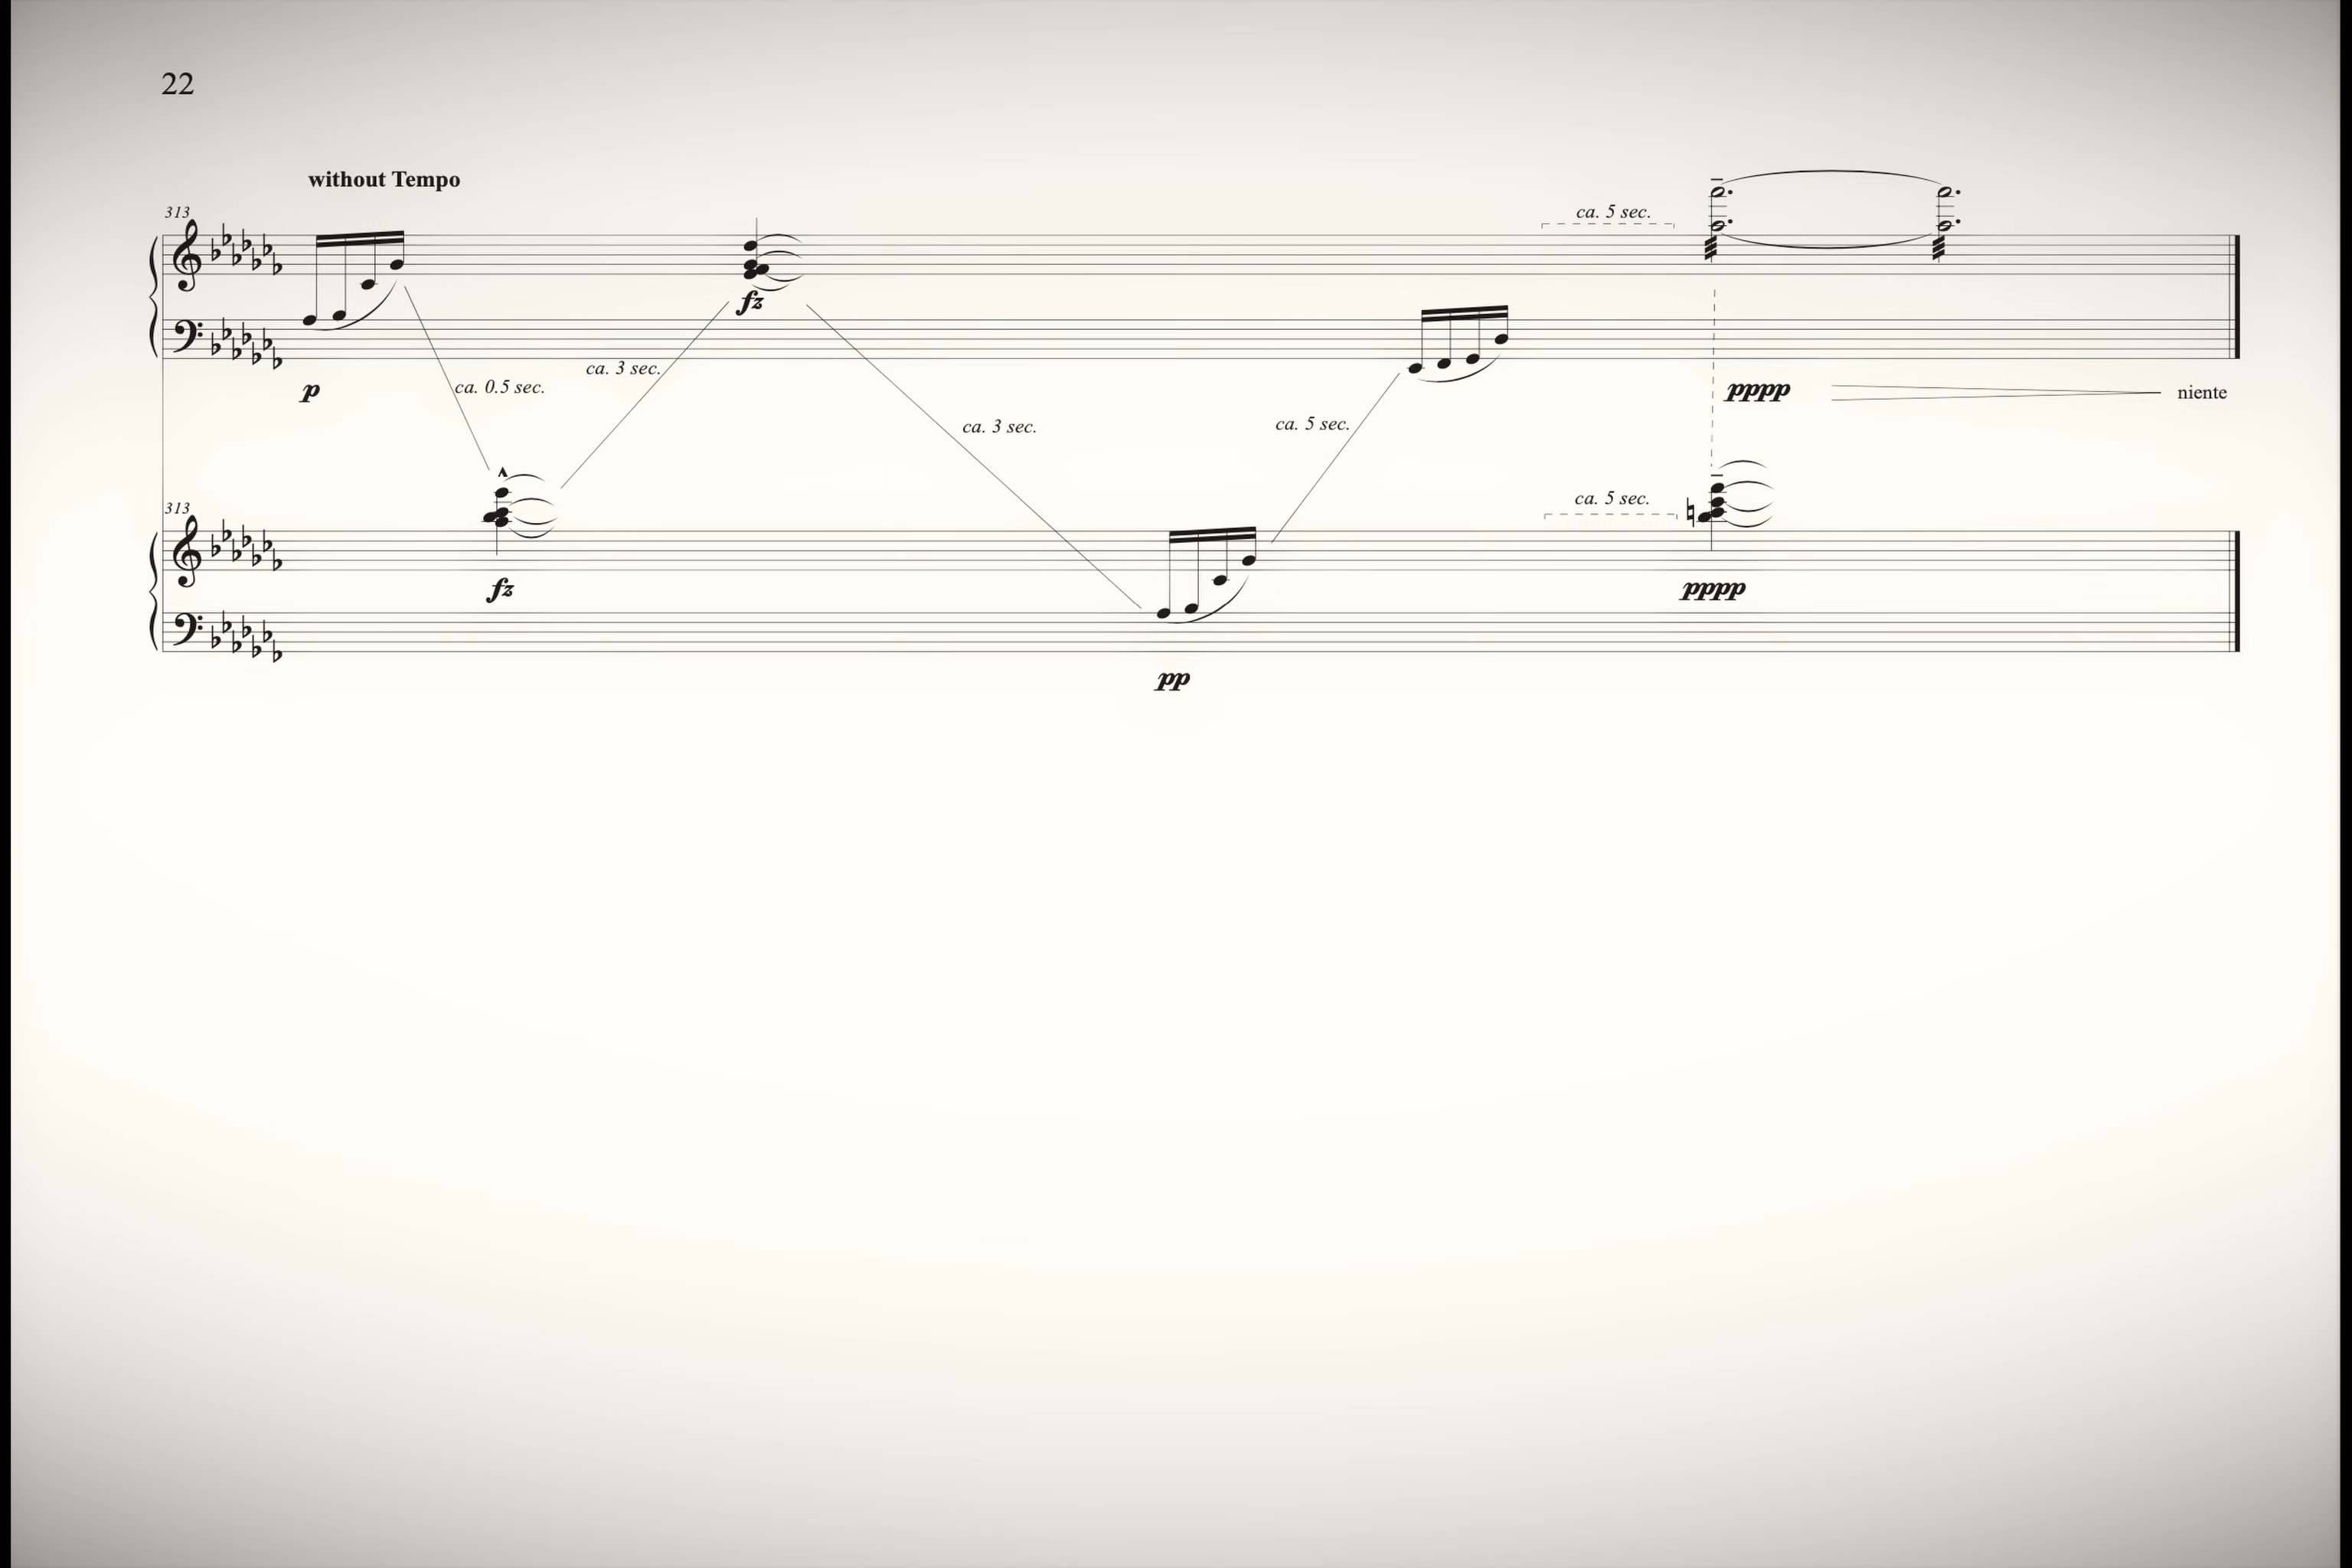 22
without Tempo
313
ca. 5 sec.
fz
ca. 3 sec.
p
ca. 0.5 sec.
pppp
niente
ca. 3 sec.
ca. 5 sec.
313
ca. 5 sec.
fz
pppp
pp